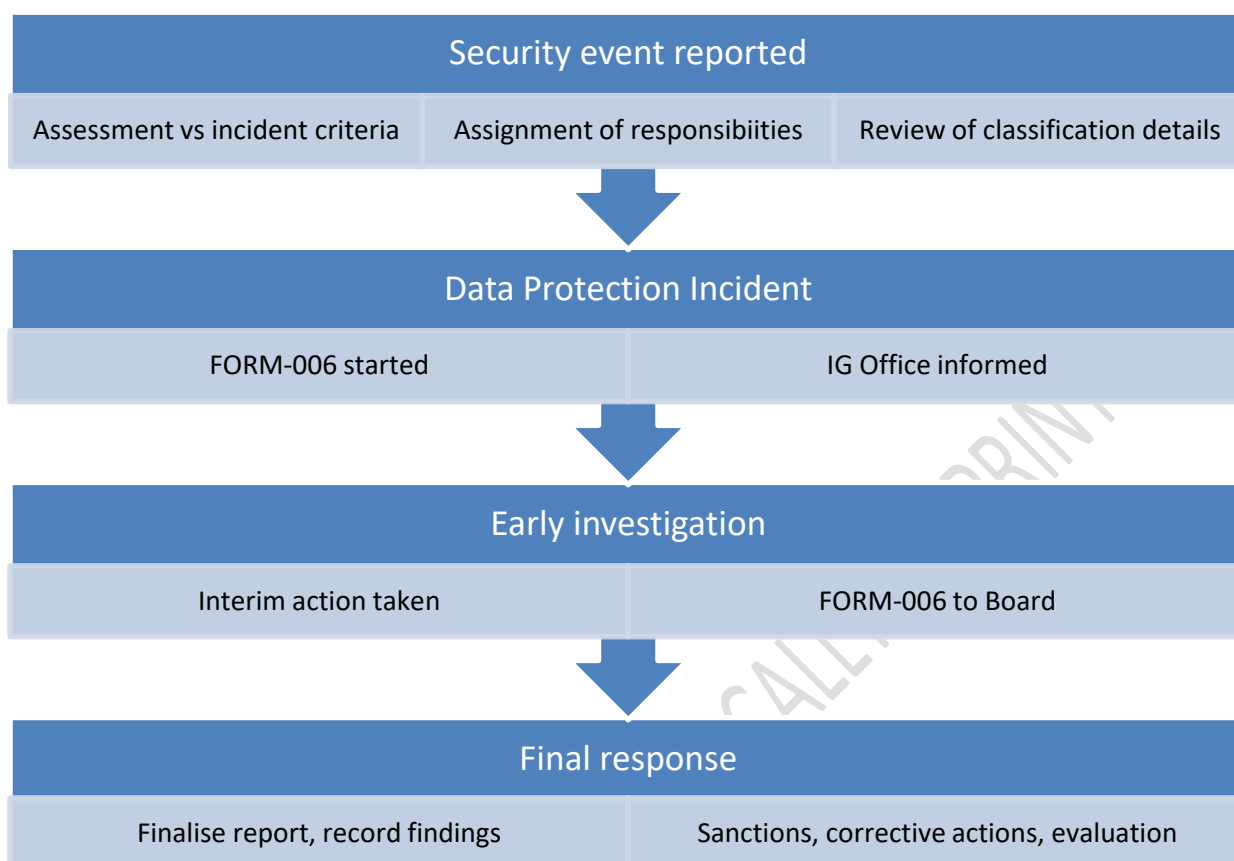 Security event reported
Assessment vs incident criteria
Assignment of responsibiities
Review of classification details
Data Protection Incident
FORM-006 started
IG Office informed
Early investigation
Interim action taken
FORM-006 to Board
Final response
Finalise report, record findings
Sanctions, corrective actions, evaluation